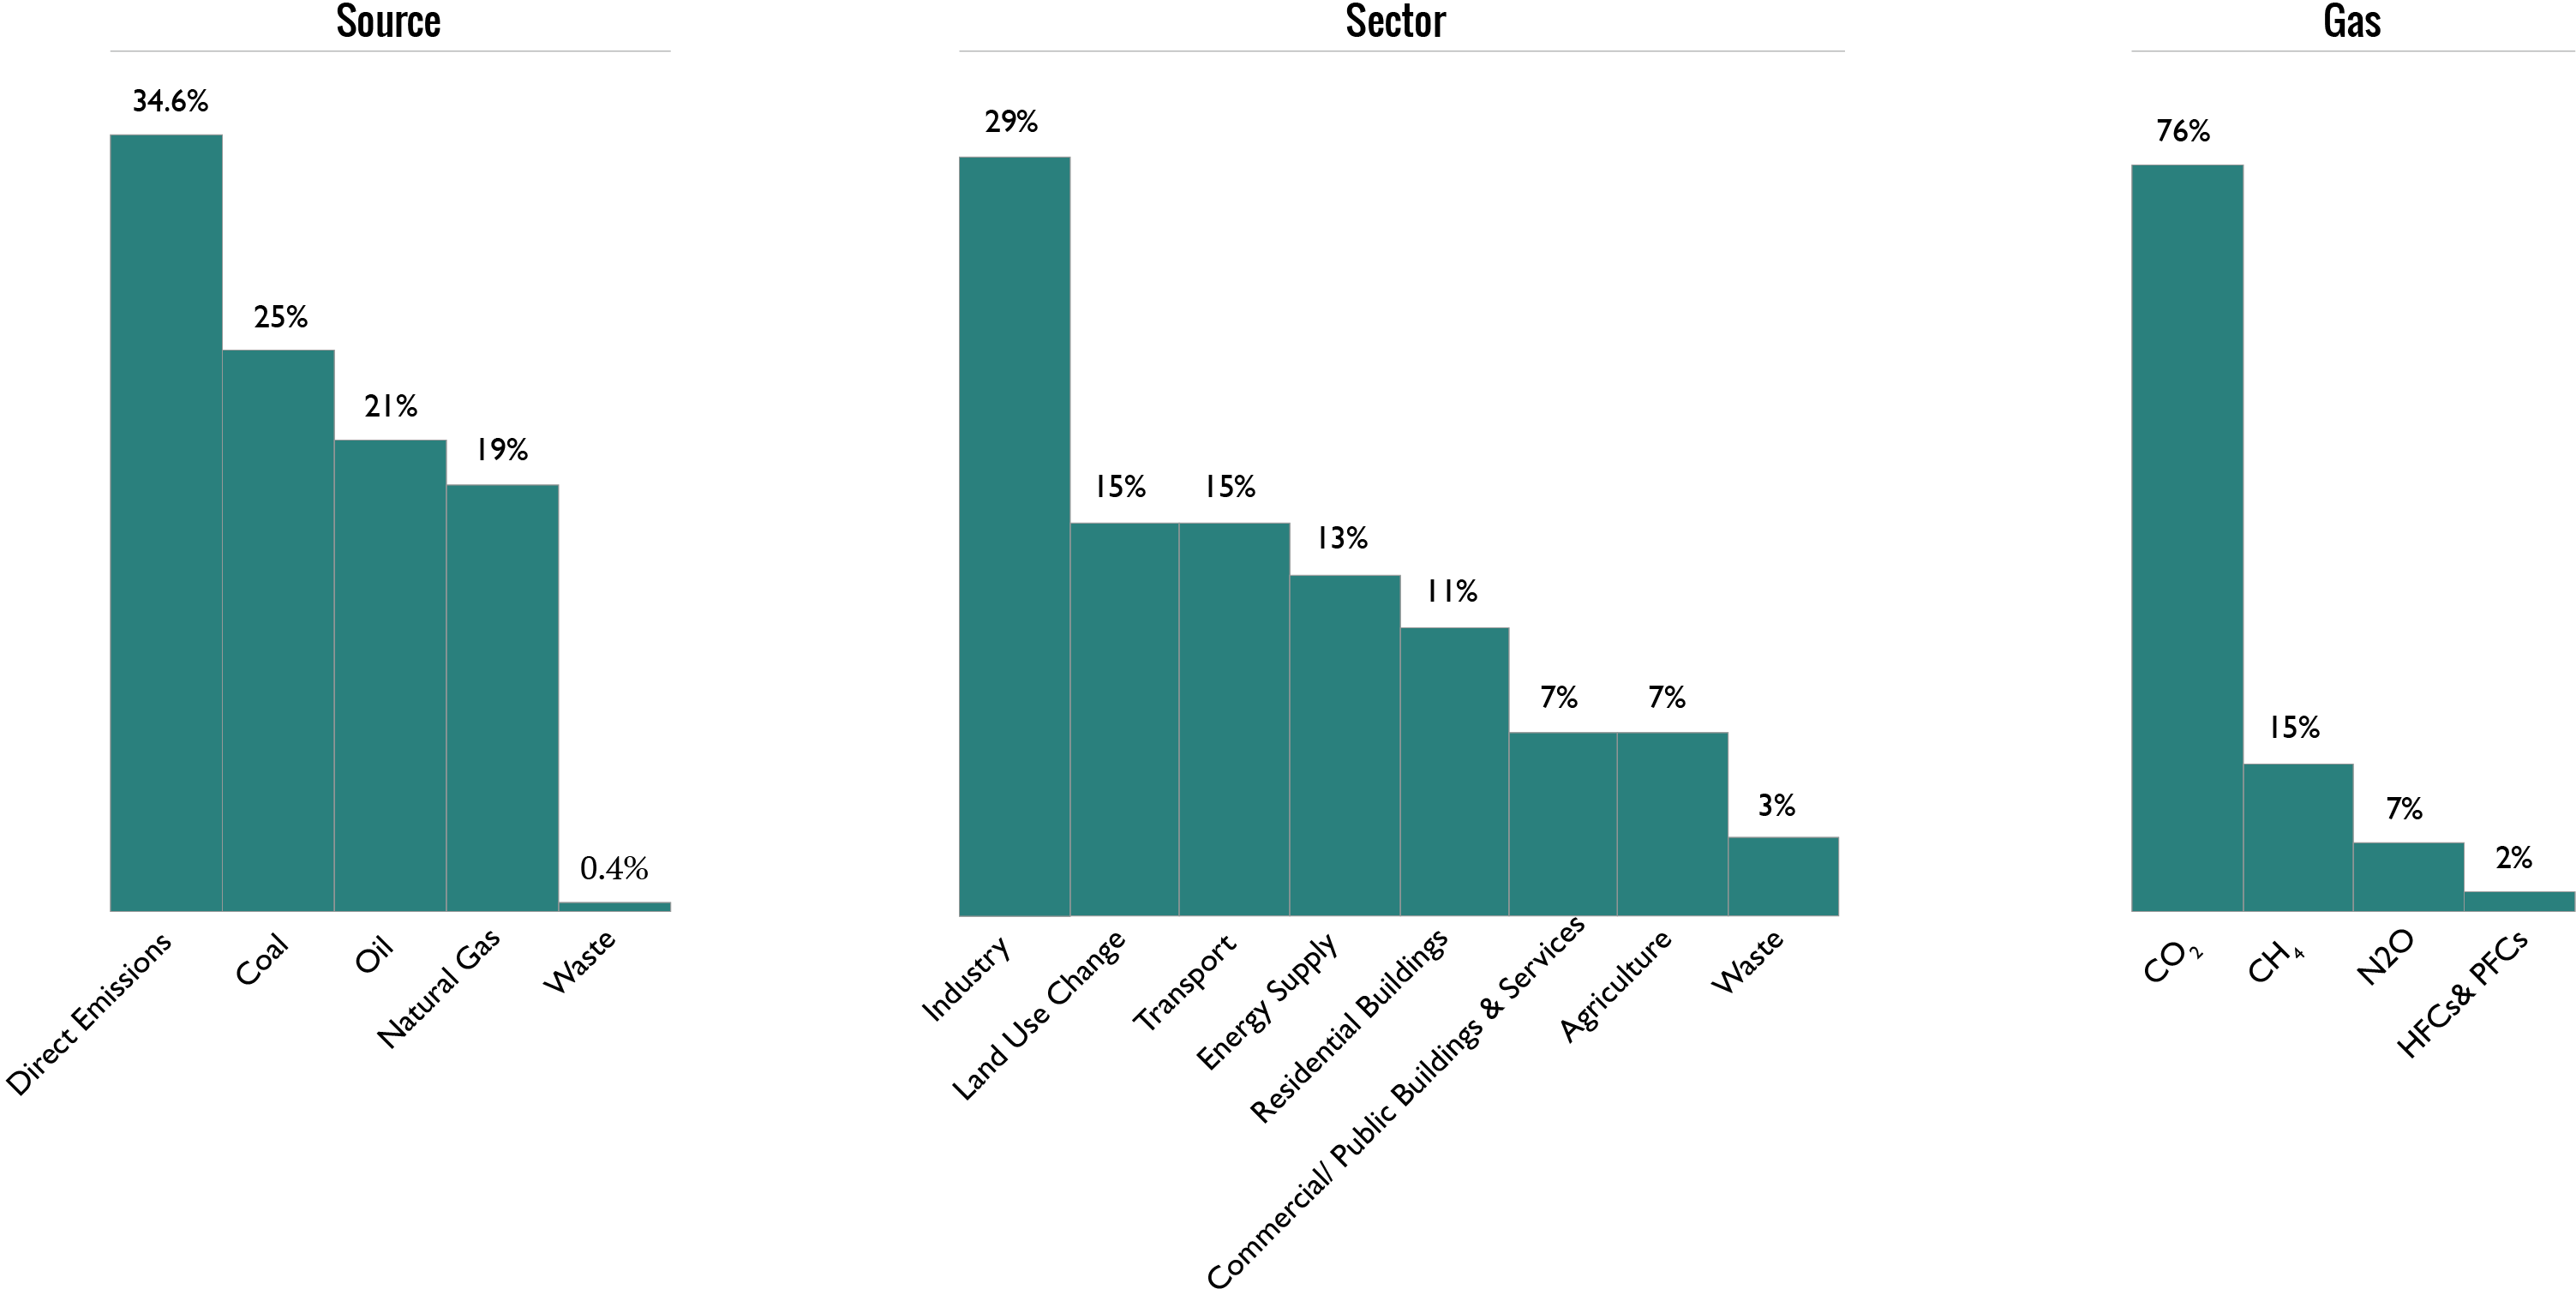 Source
34.6%
25%
21%
19%
0.4%
Direct Emissions
Coal
Oil
Natural Gas
Waste
Sector
29%
15%
15%
13%
11%
7%
7%
3%
Industry
Land Use Change
Transport
Energy Supply
Residential Buildings
Commercial/ Public Buildings & Services
Agriculture
Waste
Gas
76%
15%
7%
2%
CO₂
CH₄
N2O
HFCs& PFCs